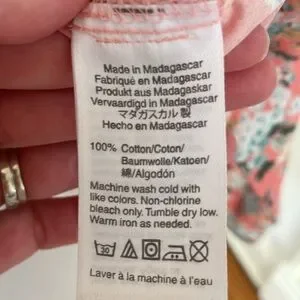 Made in Madagascar
Fabriqué en Madagascar
Produkt aus Madagaskar
Vervaardigd in Madagascar
マダガスカル 製
Hecho en Madagascar
100% Cotton/Coton/
Baumwolle/Katoen/
綿/Algodón
Machine wash cold with
like colors. Non-chlorine
bleach only. Tumble dry low.
Warm iron as needed.
30
Laver à la machine à l'eau